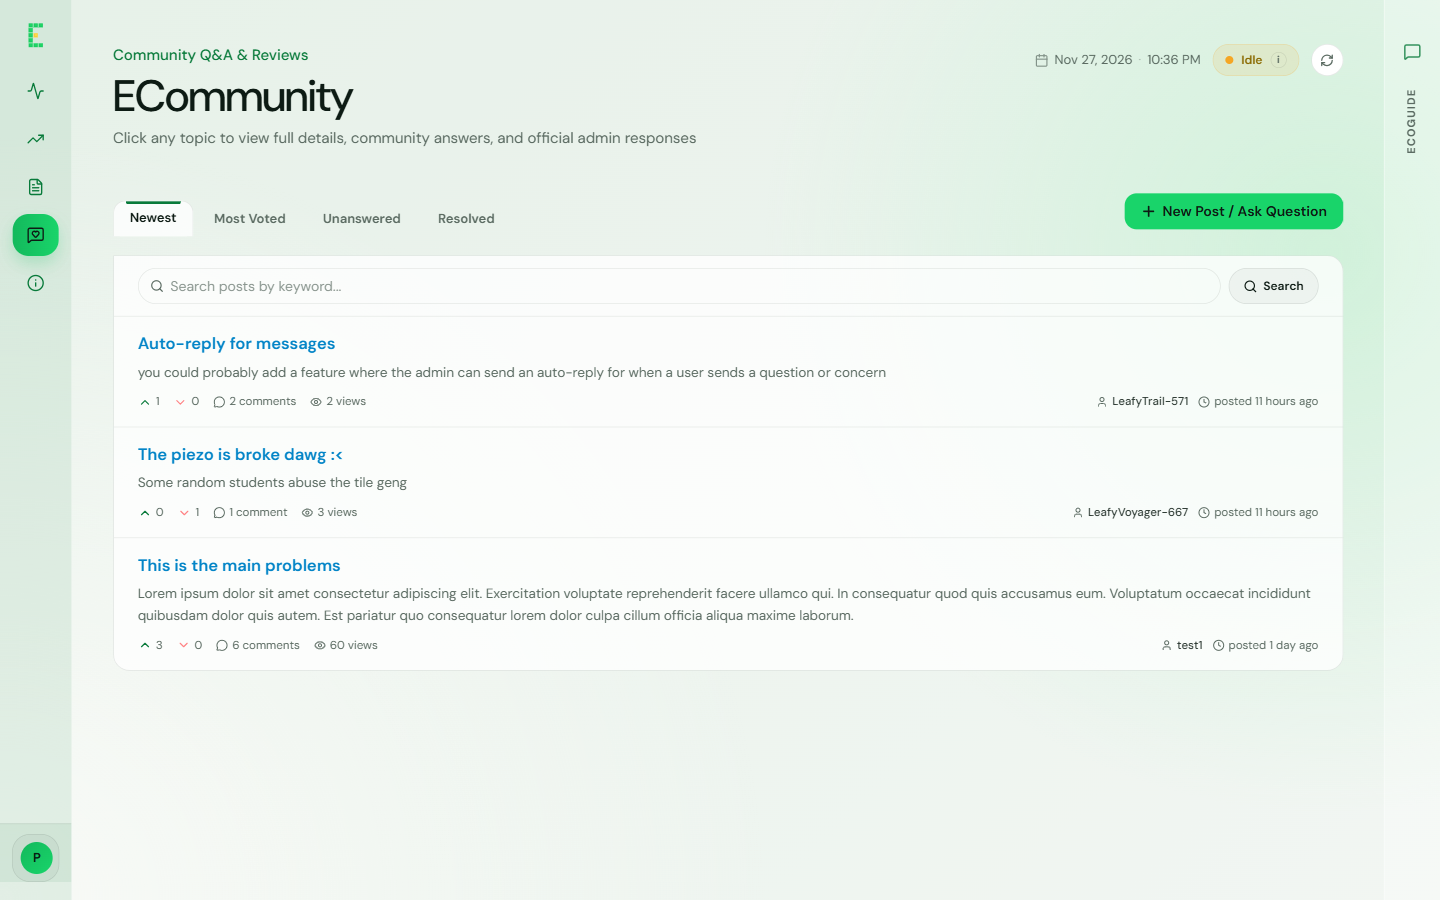 Community Q&A & Reviews
ECommunity
Click any topic to view full details, community answers, and official admin responses
Nov 27, 2026 · 10:36 PM
Idle
i
ECOGUIDE
Newest
Most Voted
Unanswered
Resolved
+ New Post / Ask Question
Search posts by keyword...
Search
Auto-reply for messages
you could probably add a feature where the admin can send an auto-reply for when a user sends a question or concern
1 0 2 comments 2 views
LeafyTrail-571 posted 11 hours ago
The piezo is broke dawg :<
Some random students abuse the tile geng
0 1 1 comment 3 views
LeafyVoyager-667 posted 11 hours ago
This is the main problems
Lorem ipsum dolor sit amet consectetur adipiscing elit. Exercitation voluptate reprehenderit facere ullamco qui. In consequatur quod quis accusamus eum. Voluptatum occaecat incididunt
quibusdam dolor quis autem. Est pariatur quo consequatur lorem dolor culpa cillum officia aliqua maxime laborum.
3 0 6 comments 60 views
test1 posted 1 day ago
E
P